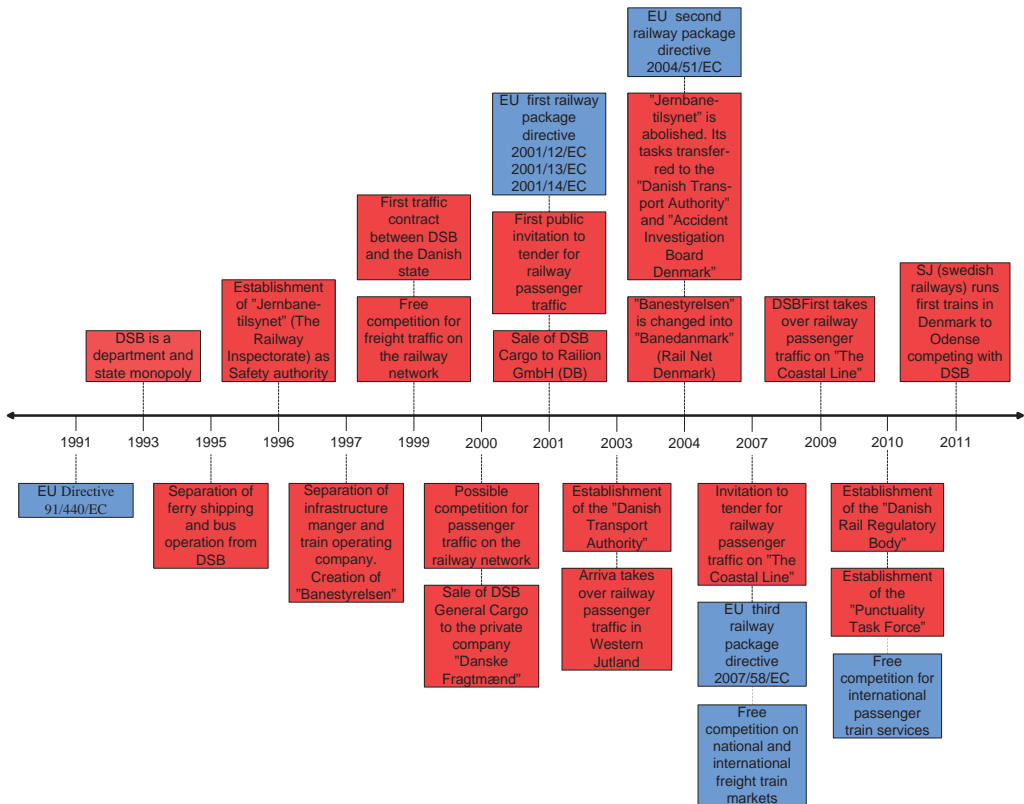 EU second
railway package
directive
2004/51/EC
EU first railway
package
directive
2001/12/EC
2001/13/EC
2001/14/EC
"Jernbane-
tilsynet" is
abolished. Its
tasks transfer-
red to the
"Danish Trans-
port Authority"
and "Accident
Investigation
Board
Denmark"
First traffic
contract
between DSB
and the Danish
state
First public
invitation to
tender for
railway
passenger
traffic
Establishment
of "Jernbane-
tilsynet" (The
Railway
Inspectorate) as
Safety authority
Free
competition for
freight traffic on
the railway
network
"Banestyrelsen"
is changed into
"Banedanmark"
(Rail Net
Denmark)
DSBFirst takes
over railway
passenger
traffic on "The
Coastal Line"
SJ (swedish
railways) runs
first trains in
Denmark to
Odense
competing with
DSB
DSB is a
department and
state monopoly
Sale of DSB
Cargo to Railion
GmbH (DB)
1991 1993 1995 1996 1997 1999 2000 2001 2003 2004 2007 2009 2010 2011
EU Directive
91/440/EC
Separation of
ferry shipping
and bus
operation from
DSB
Separation of
infrastructure
manger and
train operating
company.
Creation of
"Banestyrelsen"
Possible
competition for
passenger
traffic on the
railway network
Sale of DSB
General Cargo
to the private
company
"Danske
Fragtmænd"
Establishment
of the "Danish
Transport
Authority"
Arriva takes
over railway
passenger
traffic in
Western
Jutland
Invitation to
tender for
railway
passenger
traffic on "The
Coastal Line"
EU third
railway
package
directive
2007/58/EC
Free
competition on
national and
international
freight train
markets
Establishment
of the "Danish
Rail Regulatory
Body"
Establishment
of the
"Punctuality
Task Force"
Free
competition for
international
passenger
train services